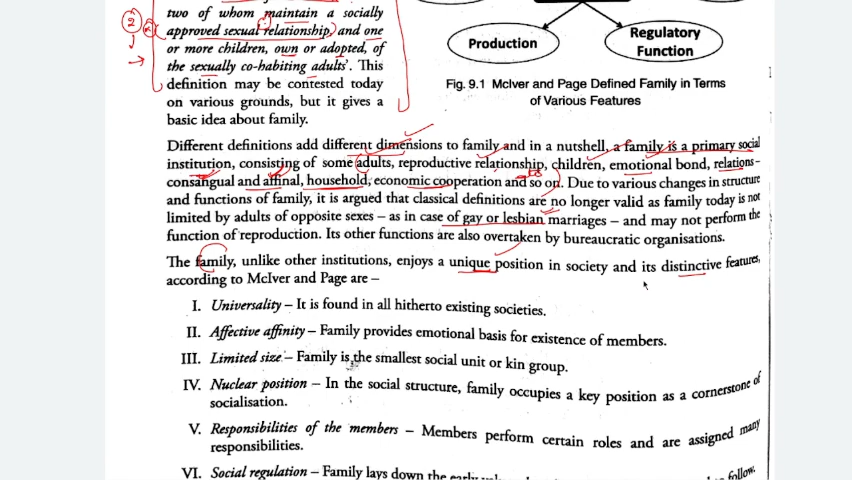 two of whom maintain a socially
approved sexual relationship, and one
or more children, own or adopted, of
the sexually co-habiting adults'. This
definition may be contested today
on various grounds, but it gives a
basic idea about family.
2
Production
Regulatory
Function
Fig. 9.1 McIver and Page Defined Family in Terms
of Various Features
Different definitions add different dimensions to family and in a nutshell, a family is a primary social
institution, consisting of some adults, reproductive relationship, children, emotional bond, relations–
consangual and affinal, household, economic cooperation and so on. Due to various changes in structure
and functions of family, it is argued that classical definitions are no longer valid as family today is not
limited by adults of opposite sexes – as in case of gay or lesbian marriages – and may not perform the
function of reproduction. Its other functions are also overtaken by bureaucratic organisations.
The family, unlike other institutions, enjoys a unique position in society and its distinctive features,
according to McIver and Page are –
I. Universality – It is found in all hitherto existing societies.
II. Affective affinity – Family provides emotional basis for existence of members.
III. Limited size – Family is the smallest social unit or kin group.
IV. Nuclear position – In the social structure, family occupies a key position as a cornerstone of
socialisation.
V. Responsibilities of the members – Members perform certain roles and are assigned many
responsibilities.
VI. Social regulation – Family lays down the early follow.